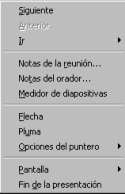 Siguiente
Anterior
Ir
Notas de la reunión...
Notas del orador...
Medidor de diapositivas
Flecha
Pluma
Opciones del puntero
Pantalla
Fin de la presentación